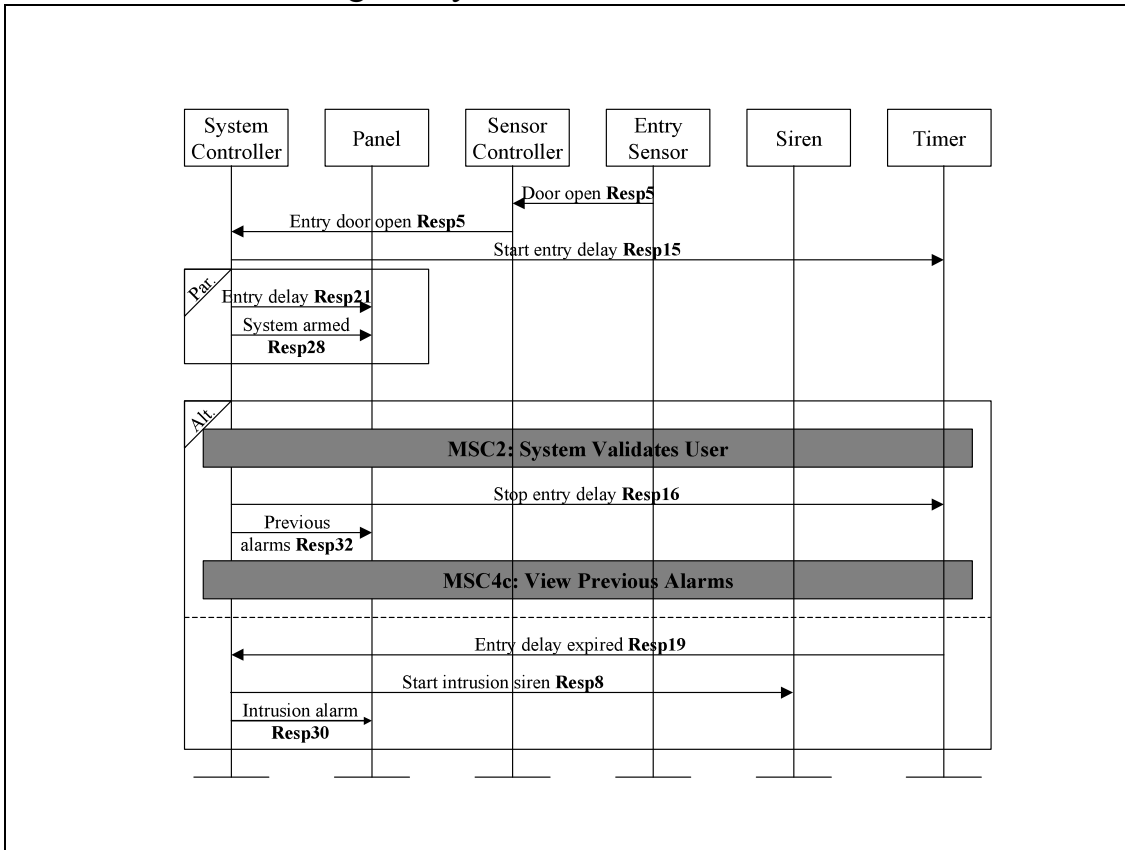 System
Controller
Panel
Sensor
Controller
Entry
Sensor
Siren
Timer
Door open Resp5
Entry door open Resp5
Start entry delay Resp15
Par.
Entry delay Resp21
System armed
Resp28
Alt.
MSC2: System Validates User
Stop entry delay Resp16
Previous
alarms Resp32
MSC4c: View Previous Alarms
Entry delay expired Resp19
Start intrusion siren Resp8
Intrusion alarm
Resp30